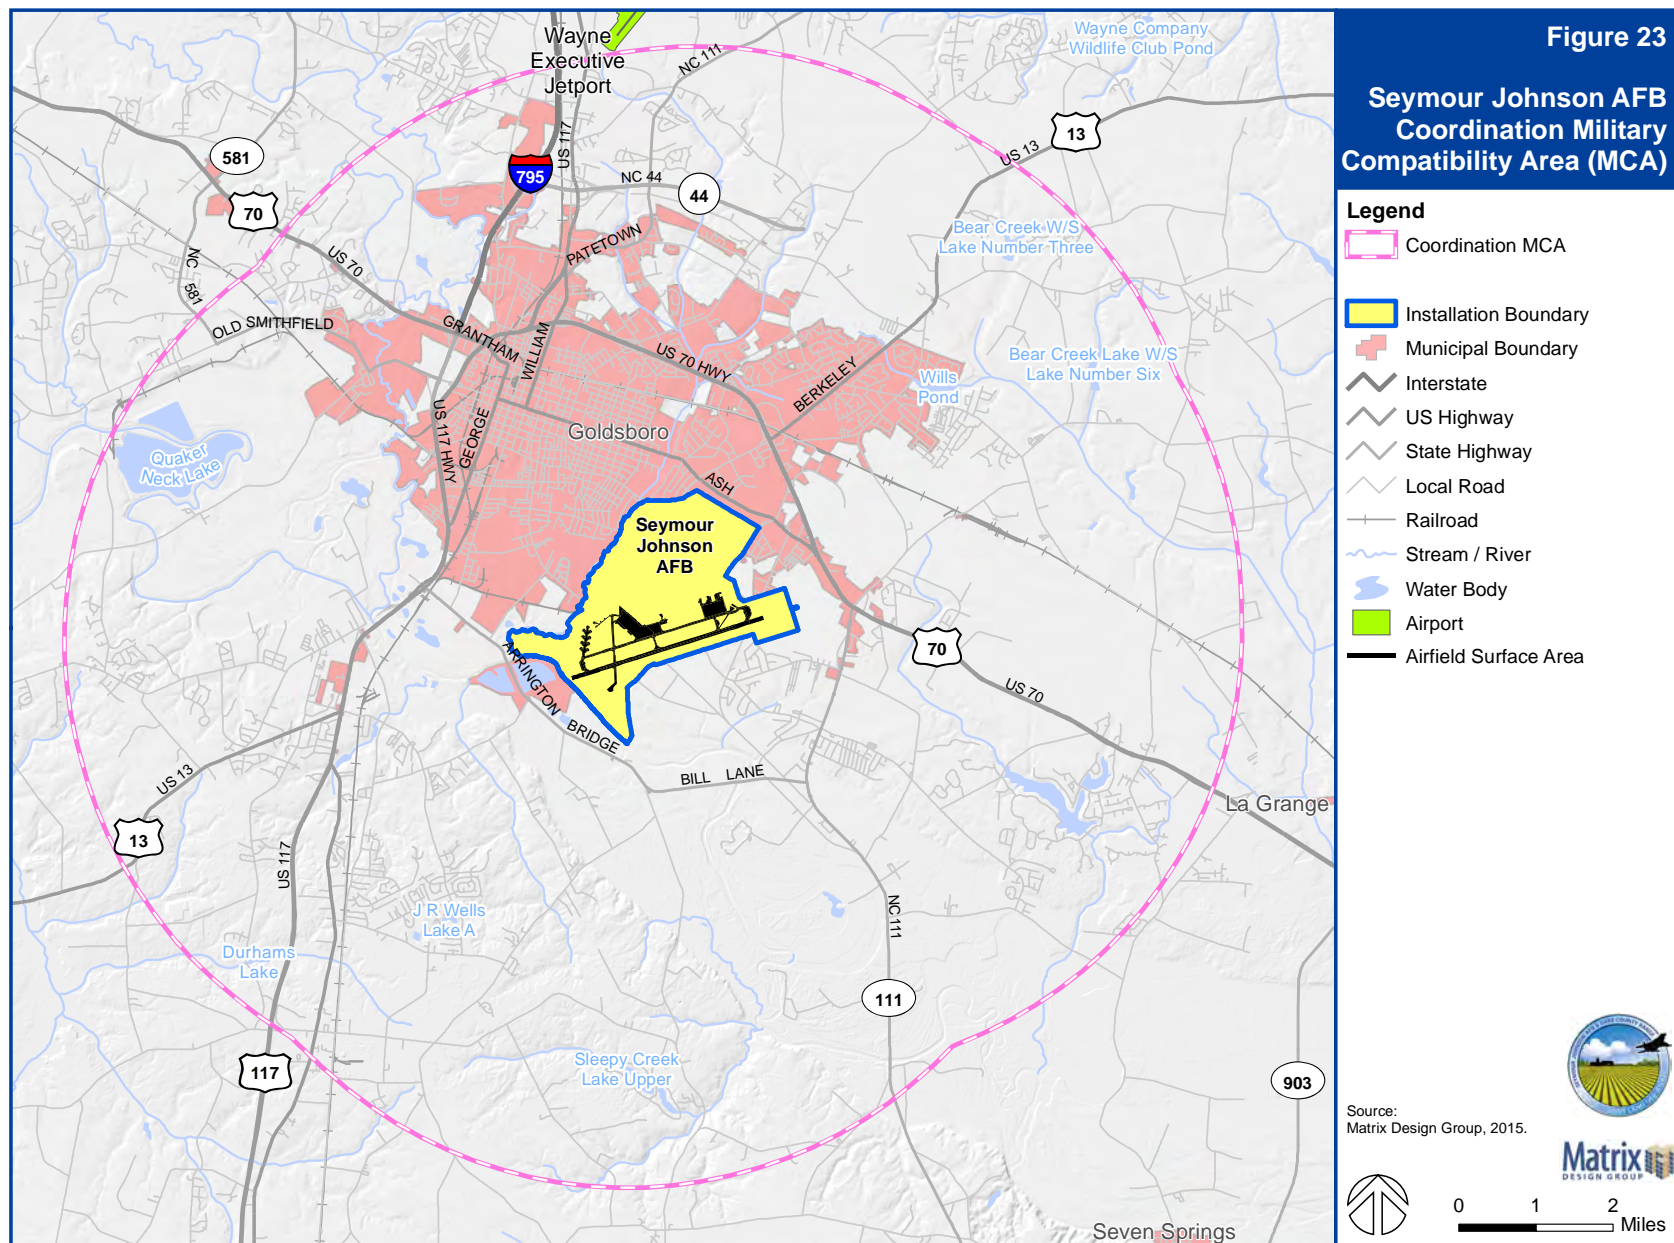 Figure 23
Seymour Johnson AFB
Coordination Military
Compatibility Area (MCA)
Legend
Coordination MCA
Installation Boundary
Municipal Boundary
Interstate
US Highway
State Highway
Local Road
Railroad
Stream / River
Water Body
Airport
Airfield Surface Area
Source:
Matrix Design Group, 2015.
Matrix
DESIGN GROUP
0 1 2
Miles
Wayne
Executive
Jetport
NC 111
Wayne Company
Wildlife Club Pond
13
US 13
581
70
795
US 117
NC 44
44
US 70
NC 581
OLD SMITHFIELD
PATETOWN
Bear Creek W/S
Lake Number Three
GRANTHAM
WILLIAM
US 70 HWY
BERKELEY
Bear Creek Lake W/S
Lake Number Six
Wills
Pond
US 117 HWY
GEORGE
Goldsboro
ASH
Quaker
Neck Lake
Seymour
Johnson
AFB
ARRINGTON BRIDGE
70
US 70
BILL LANE
La Grange
US 13
13
US 117
J R Wells
Lake A
NC 111
Durhams
Lake
111
117
Sleepy Creek
Lake Upper
903
Seven Springs